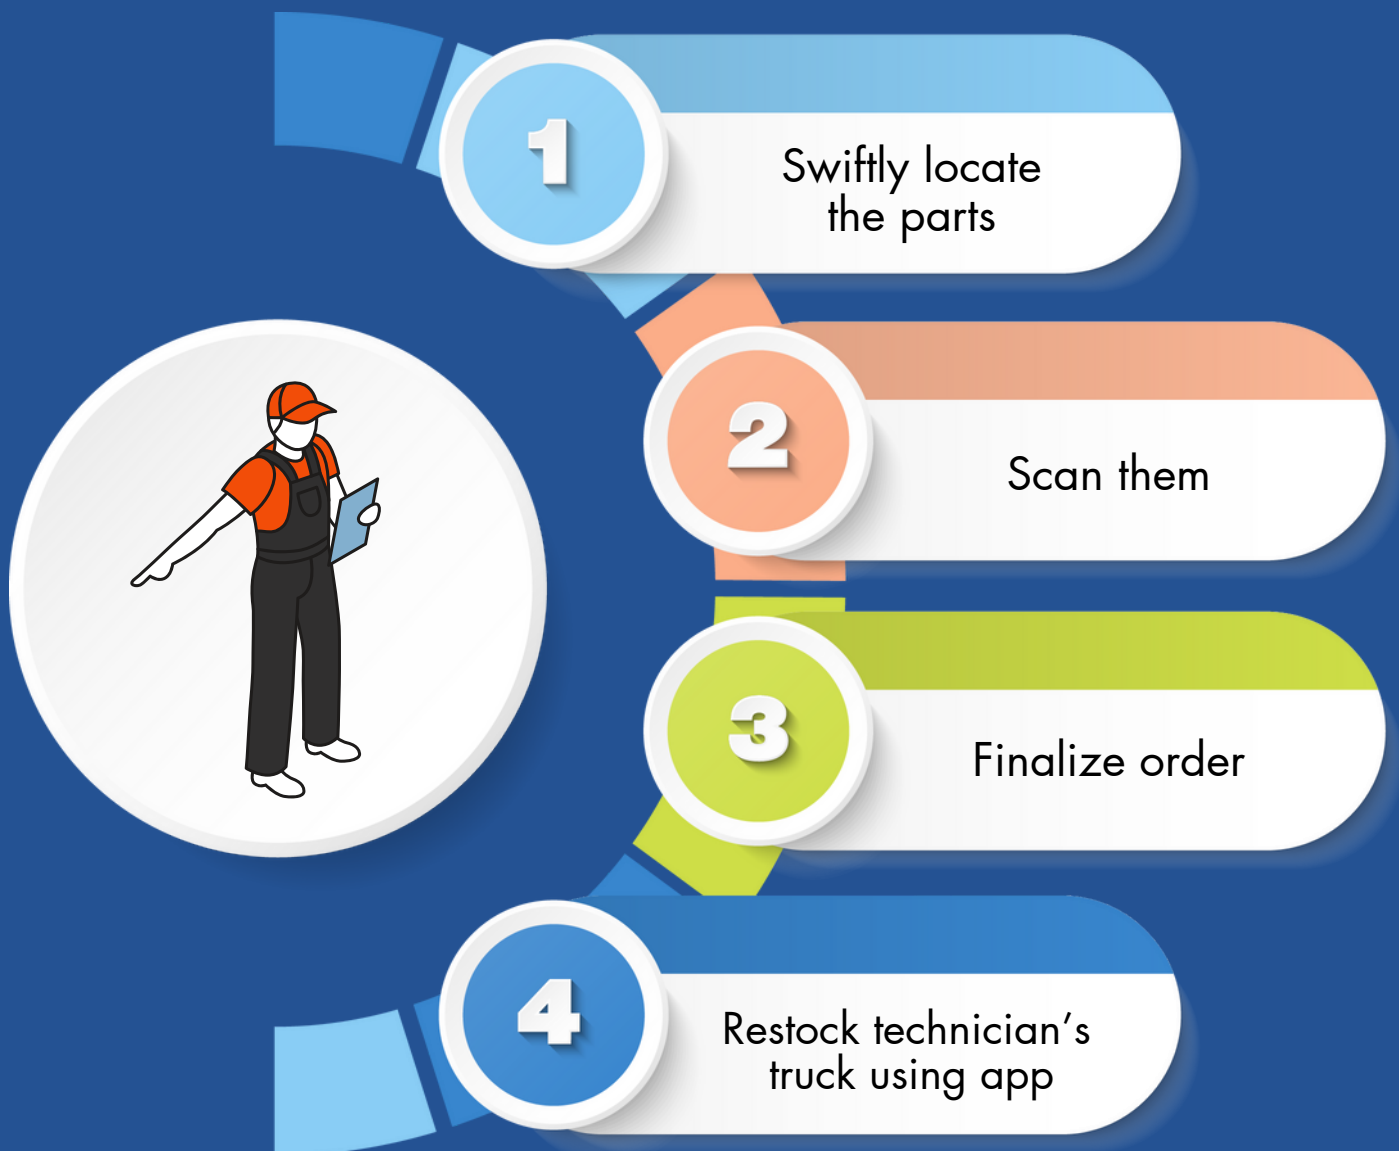 1
Swiftly locate
the parts
2
Scan them
3
Finalize order
4
Restock technician's
truck using app